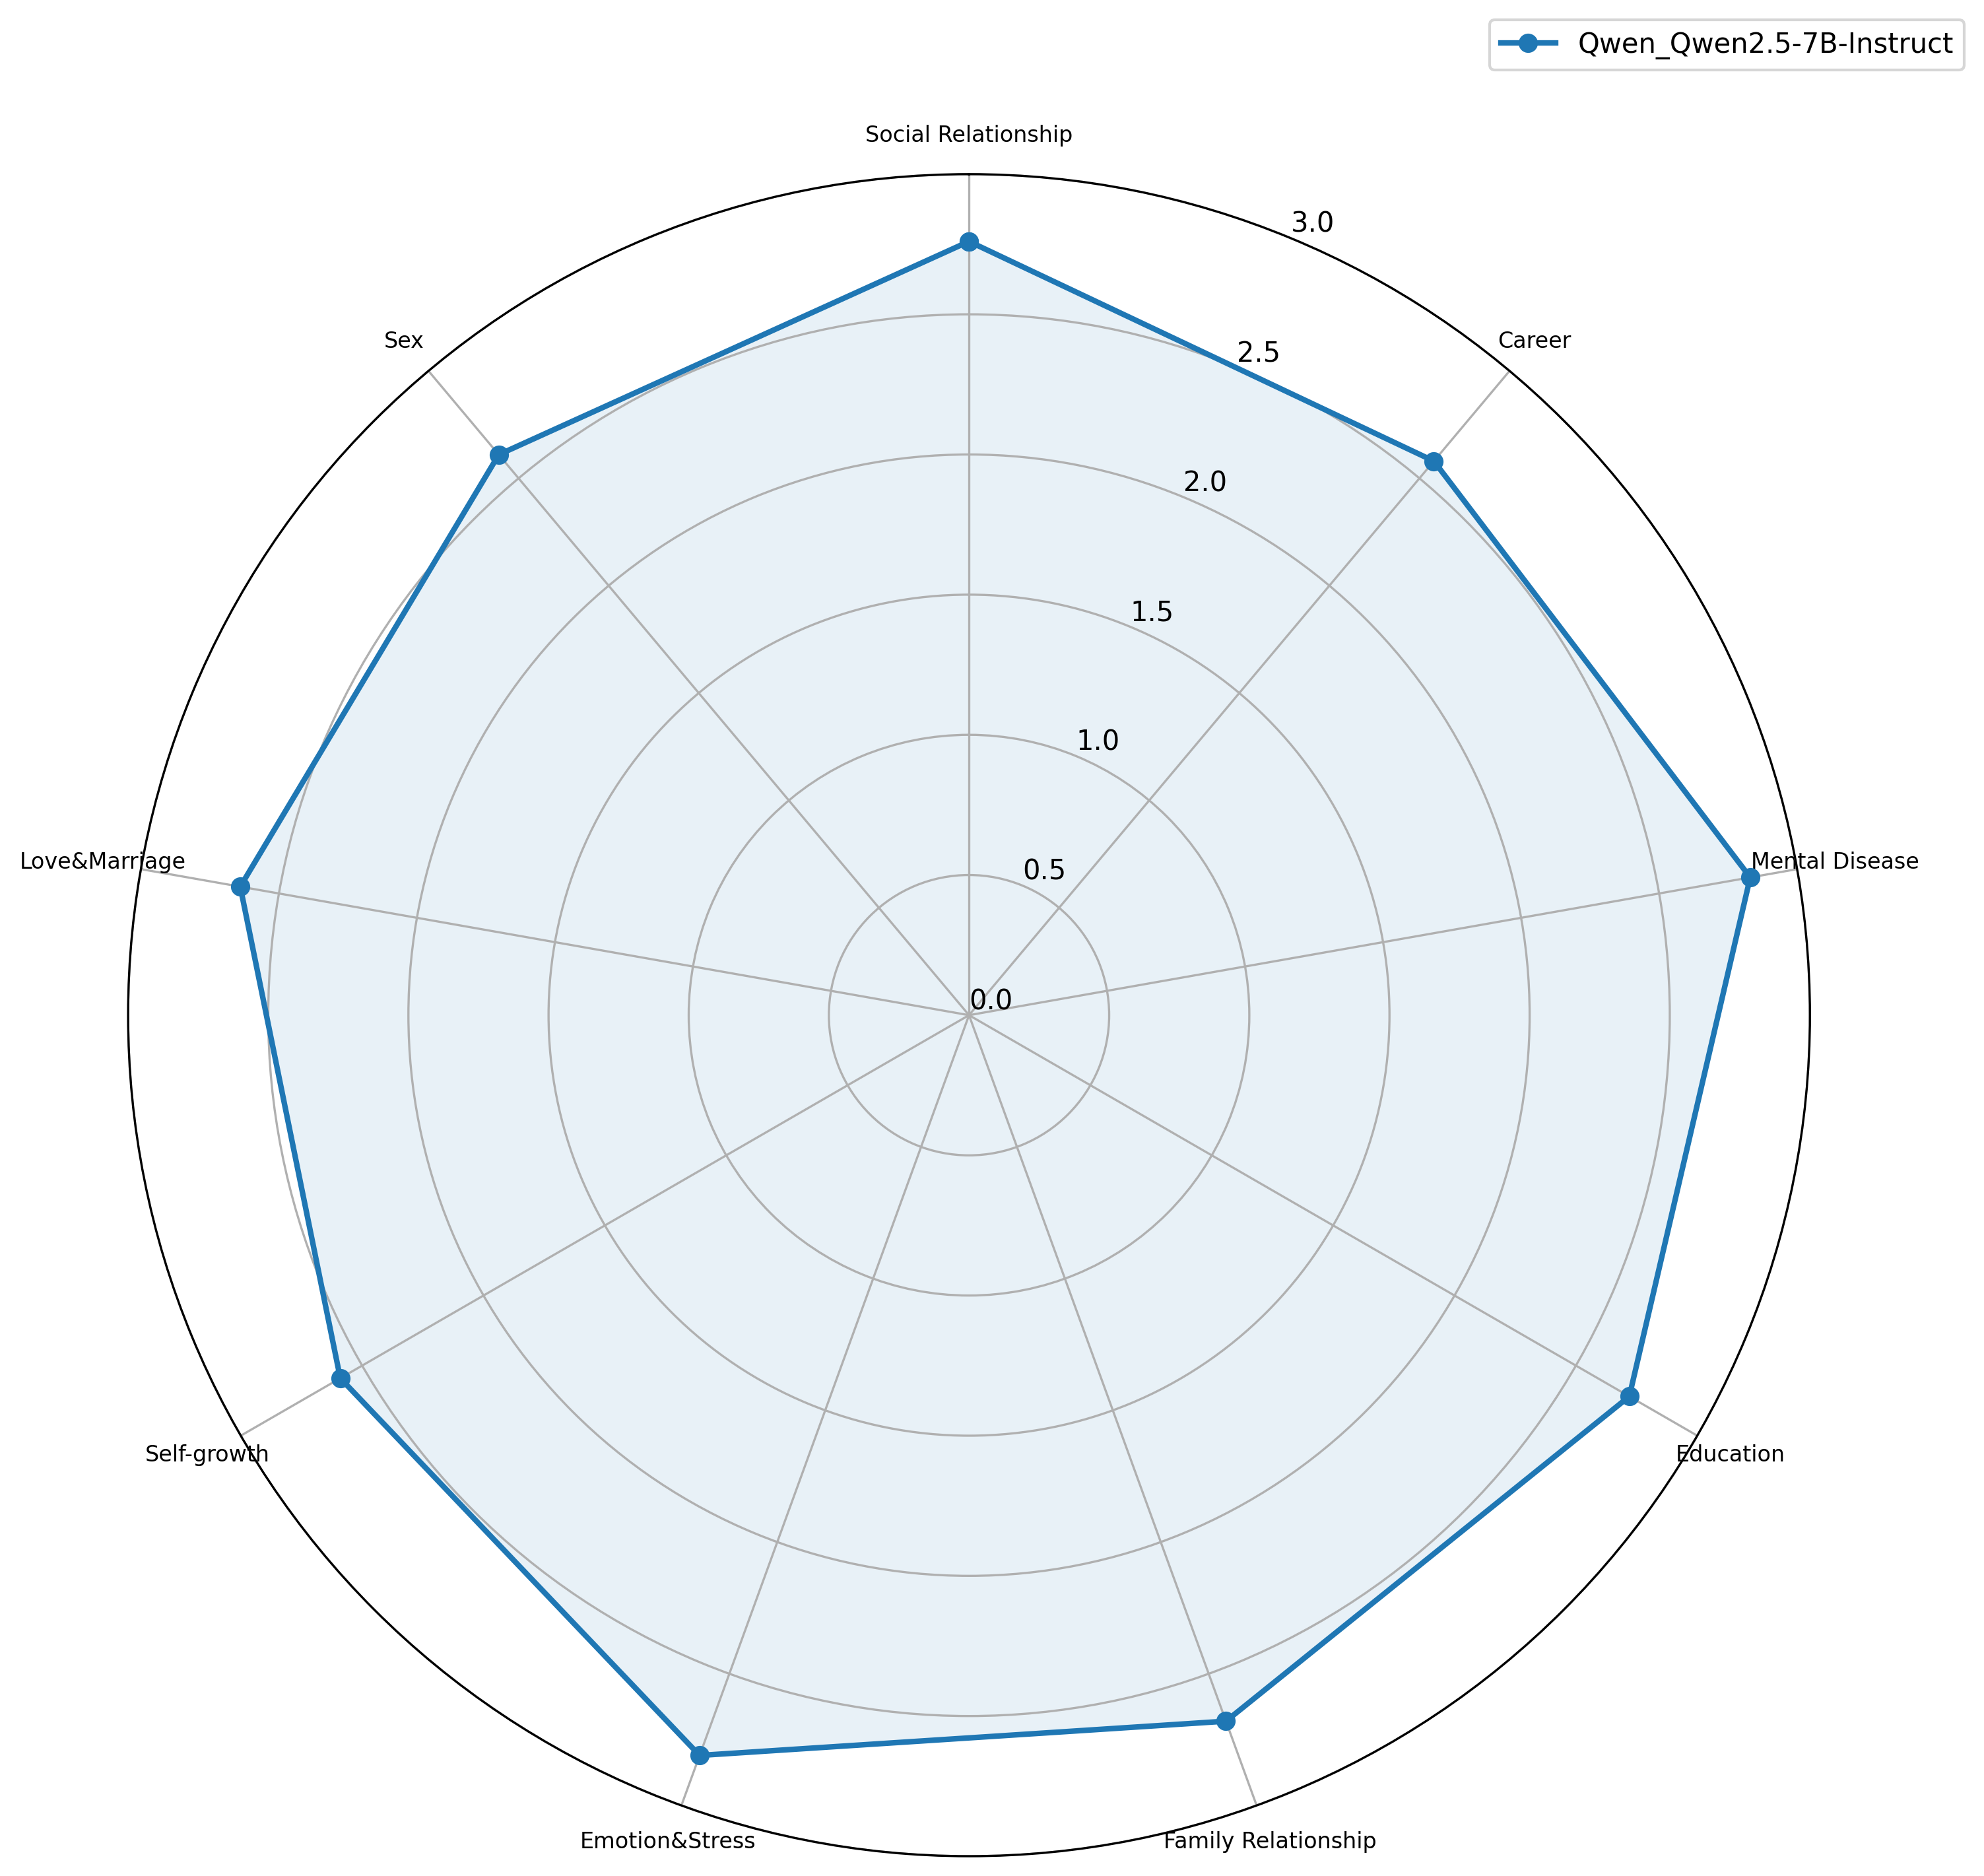 Qwen_Qwen2.5-7B-Instruct
Social Relationship
3.0
Sex
Career
2.5
2.0
1.5
1.0
Love&Marriage
Mental Disease
0.5
0.0
Self-growth
Education
Emotion&Stress
Family Relationship